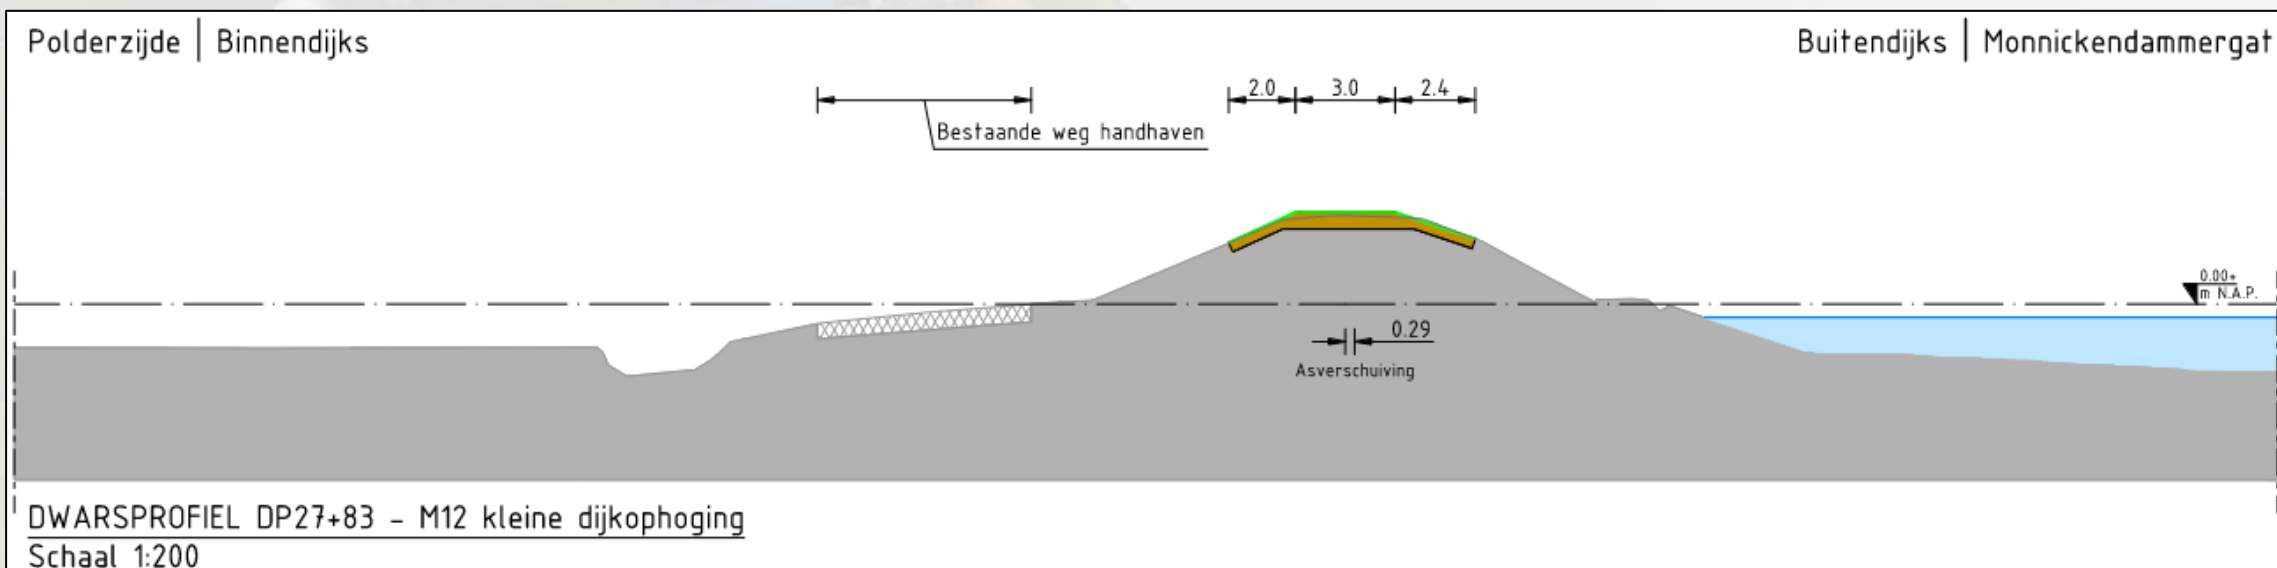 Polderzijde | Binnendijks
Buitendijks | Monnickendammergat
2.0
3.0
2.4
Bestaande weg handhaven
0.00+
m N.A.P.
0.29
Asverschuiving
DWARSPROFIEL DP27+83 - M12 kleine dijkophoging
Schaal 1:200